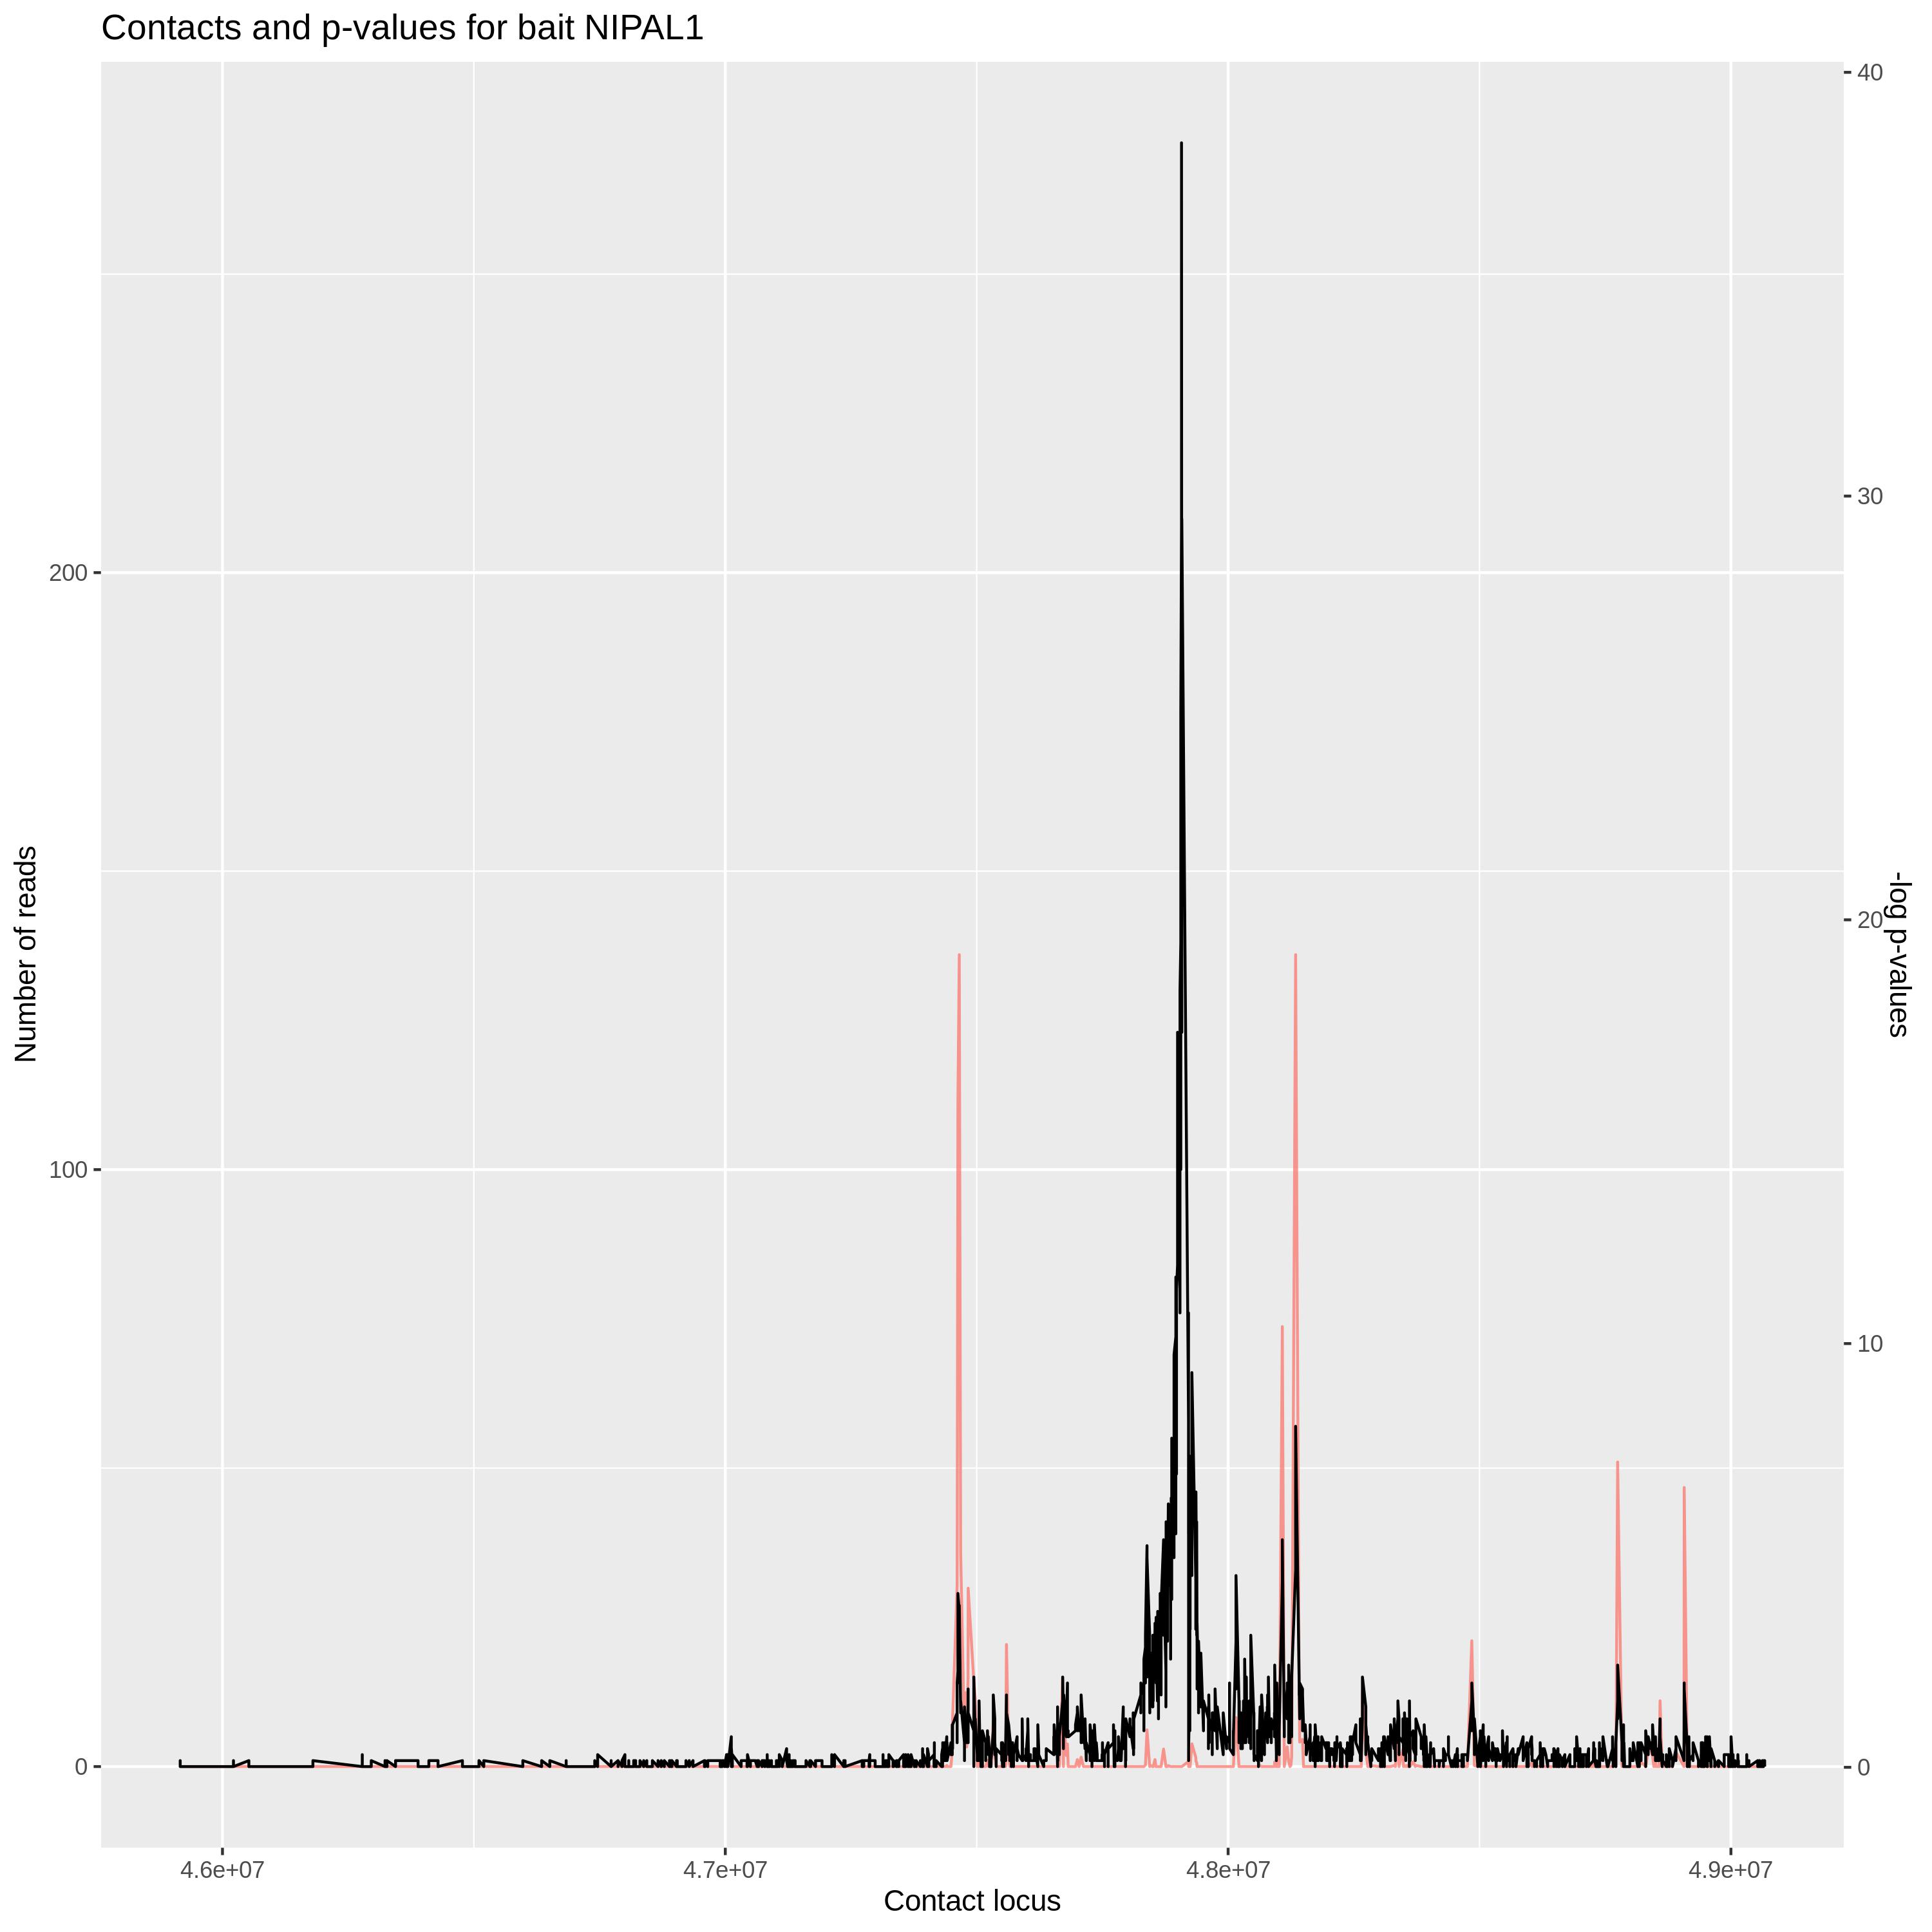 Contacts and p-values for bait NIPAL1
Number of reads
200
100
0
40
30
20
10
0
-log p-values
4.6e+07
4.7e+07
4.8e+07
4.9e+07
Contact locus